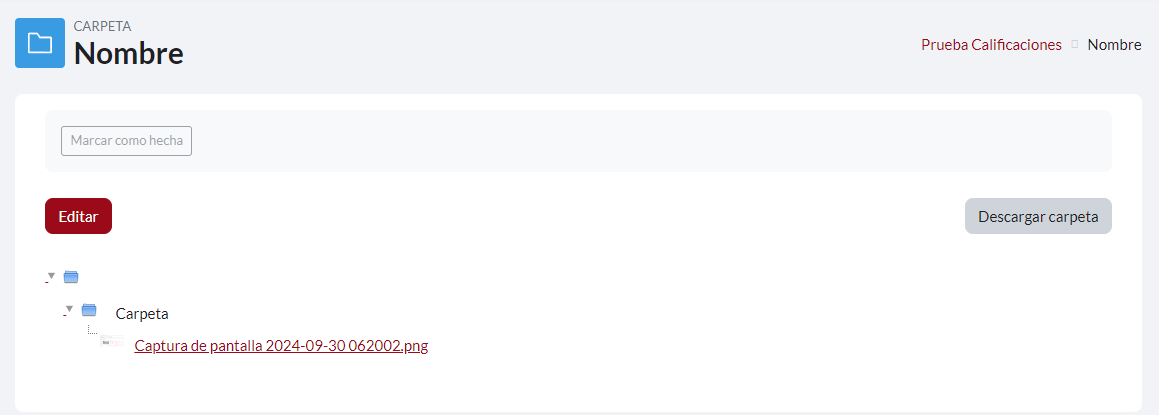 CARPETA
Nombre
Prueba Calificaciones Nombre
Marcar como hecha
Editar
Descargar carpeta
Carpeta
Captura de pantalla 2024-09-30 062002.png